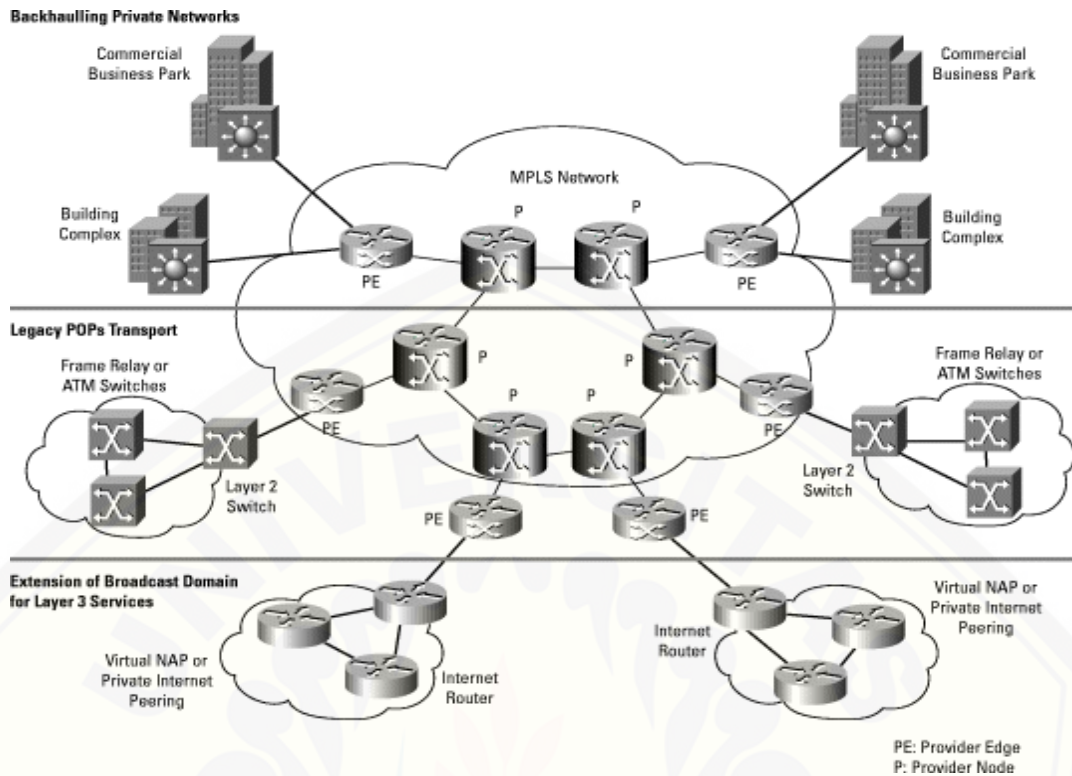 Backhaulling Private Networks
Commercial
Business Park
Commercial
Business Park
MPLS Network
P
P
Building
Complex
Building
Complex
PE
PE
Legacy POPs Transport
Frame Relay or
ATM Switches
P
P
Frame Relay or
ATM Switches
P
P
PE
PE
Layer 2
Switch
Layer 2
Switch
PE
PE
Extension of Broadcast Domain
for Layer 3 Services
Virtual NAP or
Private Internet
Peering
Internet
Router
Internet
Router
Virtual NAP or
Private Internet
Peering
PE: Provider Edge
P: Provider Node
UNIVERSITAS